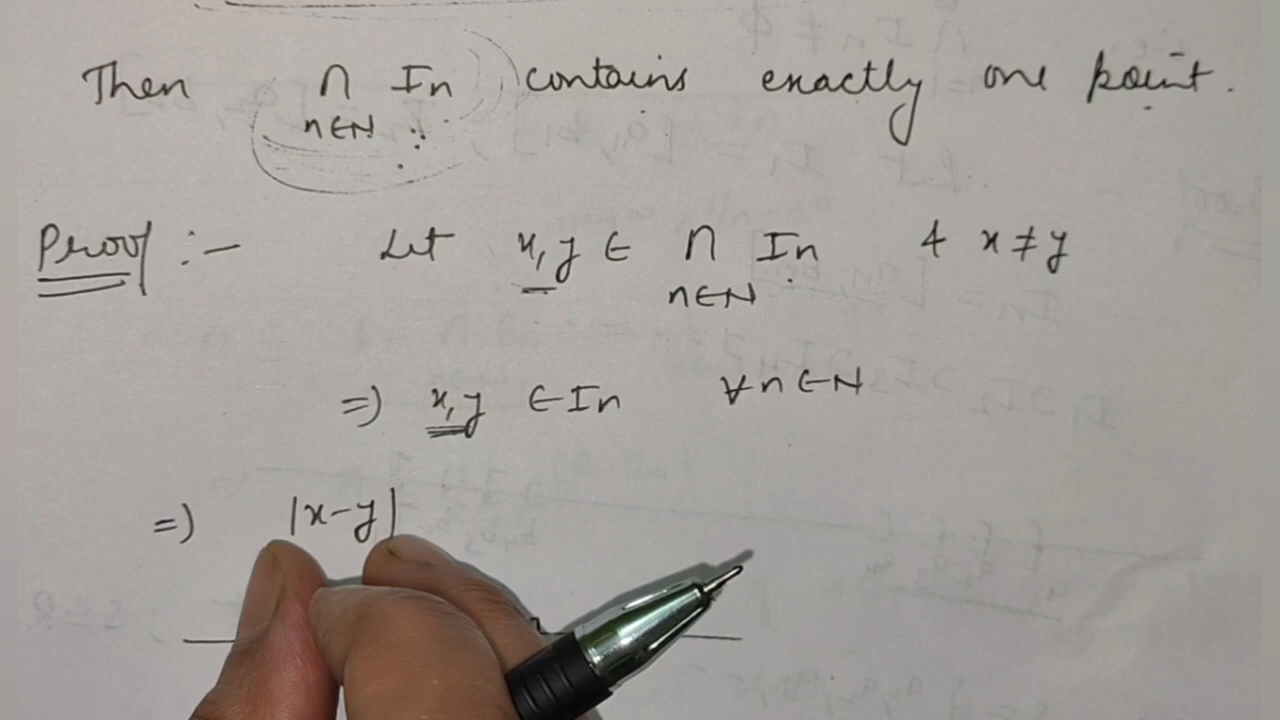 Then ∩ In contains exactly one point.
n∈N
Proof :- Let x, y ∈ ∩ In & x ≠ y
n∈N
=) x, y ∈ In ∀ n ∈ N
=) |x-y|